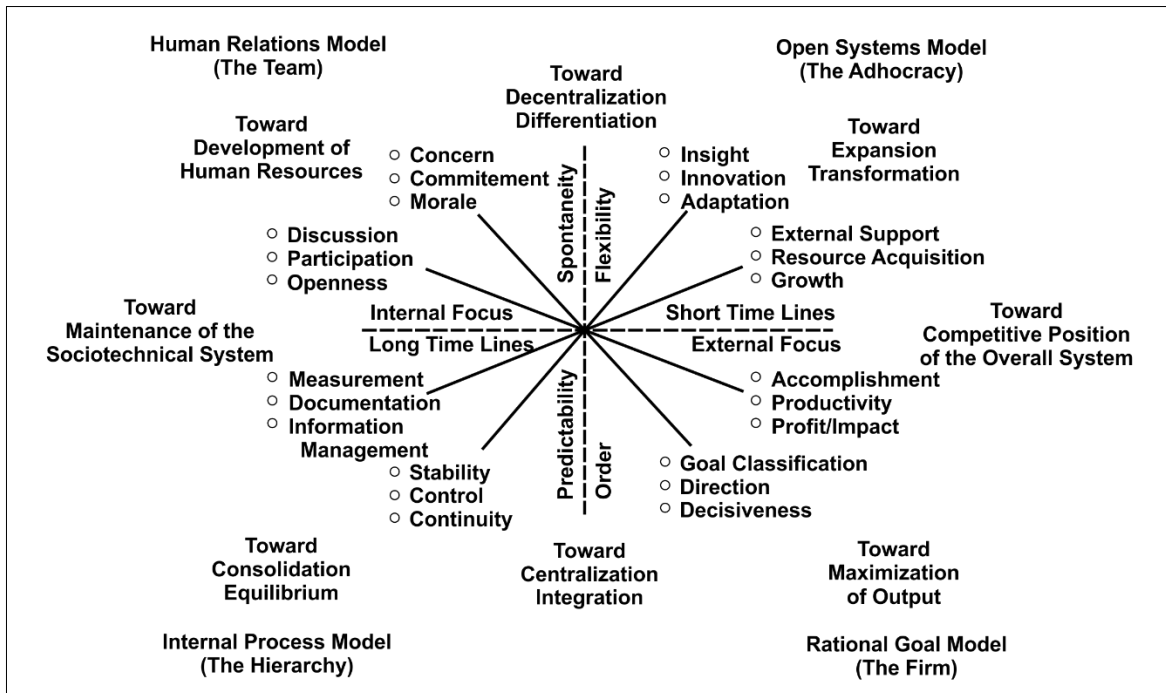 Human Relations Model
(The Team)
Open Systems Model
(The Adhocracy)
Toward
Decentralization
Differentiation
Toward
Development of
Human Resources
Toward
Expansion
Transformation
○ Concern
○ Commitement
○ Morale
Spontaneity
Flexibility
○ Insight
○ Innovation
○ Adaptation
○ Discussion
○ Participation
○ Openness
○ External Support
○ Resource Acquisition
○ Growth
Toward
Maintenance of the
Sociotechnical System
Internal Focus
Long Time Lines
Short Time Lines
External Focus
Toward
Competitive Position
of the Overall System
○ Measurement
○ Documentation
○ Information
Management
○ Accomplishment
○ Productivity
○ Profit/Impact
Predictability
Order
○ Stability
○ Control
○ Continuity
○ Goal Classification
○ Direction
○ Decisiveness
Toward
Consolidation
Equilibrium
Toward
Centralization
Integration
Toward
Maximization
of Output
Internal Process Model
(The Hierarchy)
Rational Goal Model
(The Firm)